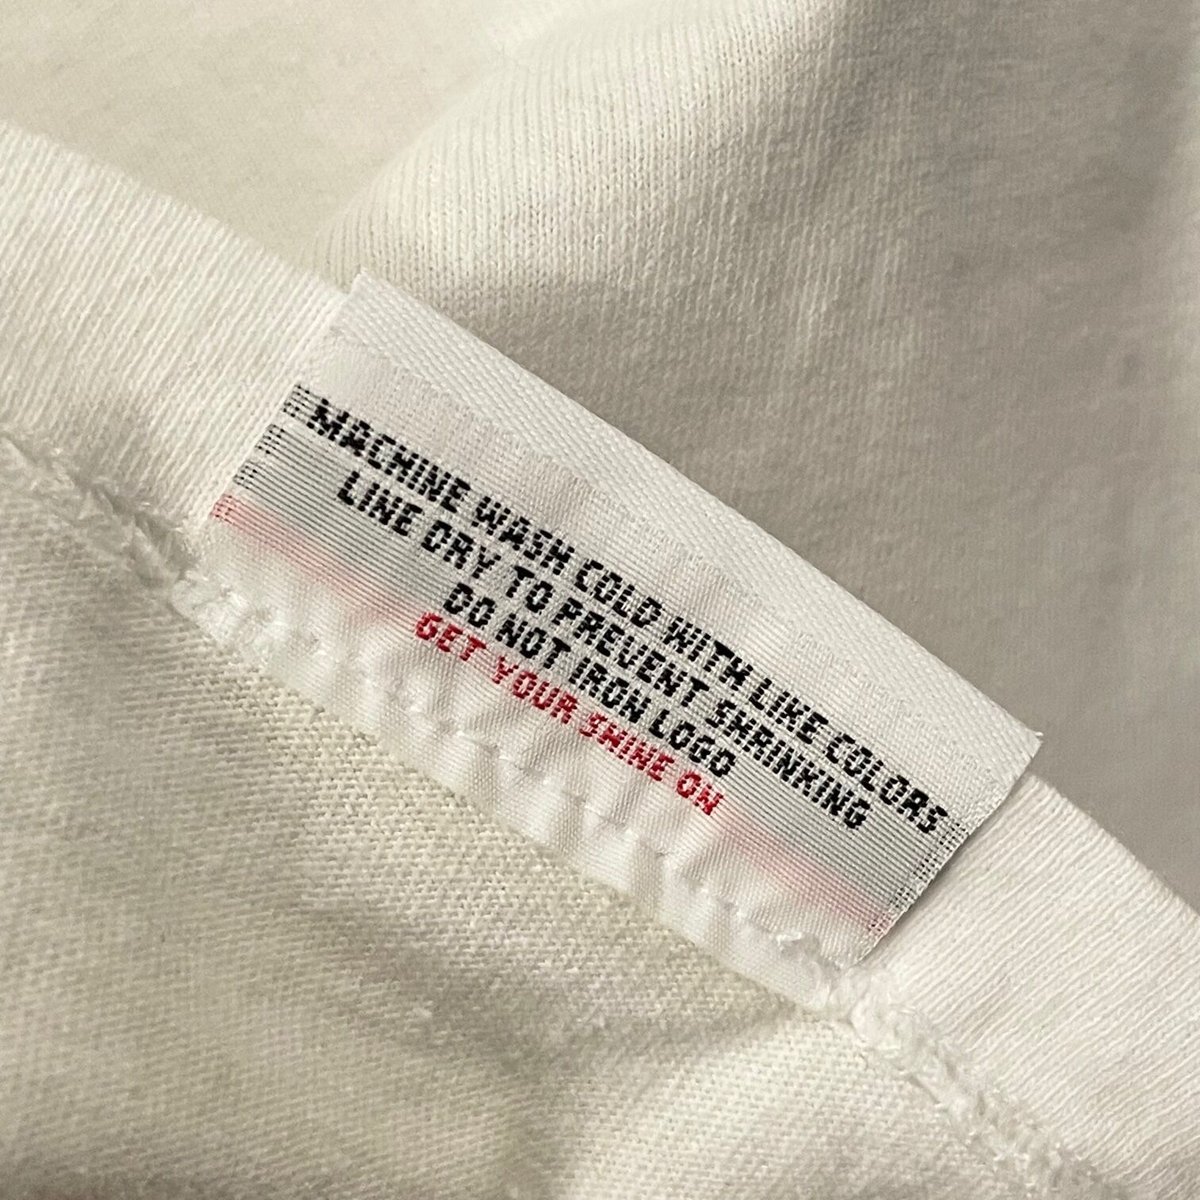 MACHINE WASH COLD WITH LIKE COLORS
LINE DRY TO PREVENT SHRINKING
DO NOT IRON LOGO
GET YOUR SHINE ON